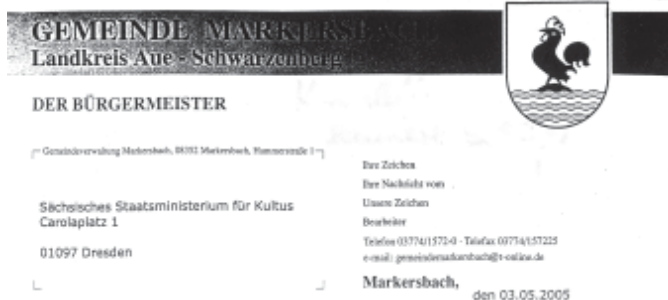 GEMEINDE MARKERSBACH
Landkreis Aue - Schwarzenberg
DER BÜRGERMEISTER
Gemeindeverwaltung Markersbach, 08352 Markersbach, Hammerstraße 1
Sächsisches Staatsministerium für Kultus
Carolaplatz 1
01097 Dresden
Ihre Zeichen
Ihre Nachricht vom
Unsere Zeichen
Bearbeiter
Telefon 03774/1572-0 - Telefax 03774/157225
e-mail: gemeindemarkersbach@t-online.de
Markersbach,
den 03.05.2005